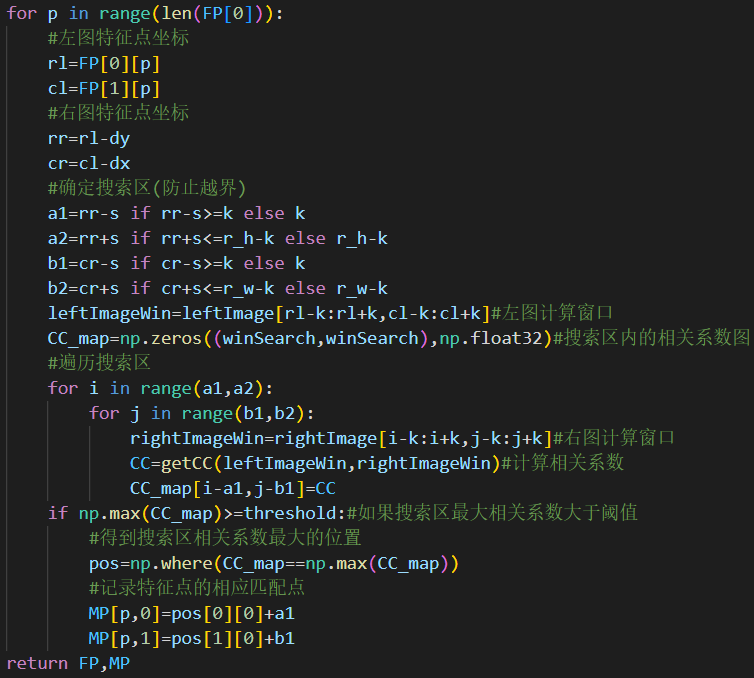 for p in range(len(FP[0])):
    #左图特征点坐标
    rl=FP[0][p]
    cl=FP[1][p]
    #右图特征点坐标
    rr=rl-dy
    cr=cl-dx
    #确定搜索区(防止越界)
    a1=rr-s if rr-s>=k else k
    a2=rr+s if rr+s<=r_h-k else r_h-k
    b1=cr-s if cr-s>=k else k
    b2=cr+s if cr+s<=r_w-k else r_w-k
    leftImageWin=leftImage[rl-k:rl+k,cl-k:cl+k]#左图计算窗口
    CC_map=np.zeros((winSearch,winSearch),np.float32)#搜索区内的相关系数图
    #遍历搜索区
    for i in range(a1,a2):
        for j in range(b1,b2):
            rightImageWin=rightImage[i-k:i+k,j-k:j+k]#右图计算窗口
            CC=getCC(leftImageWin,rightImageWin)#计算相关系数
            CC_map[i-a1,j-b1]=CC
    if np.max(CC_map)>=threshold:#如果搜索区最大相关系数大于阈值
        #得到搜索区相关系数最大的位置
        pos=np.where(CC_map==np.max(CC_map))
        #记录特征点的相应匹配点
        MP[p,0]=pos[0][0]+a1
        MP[p,1]=pos[1][0]+b1
return FP,MP